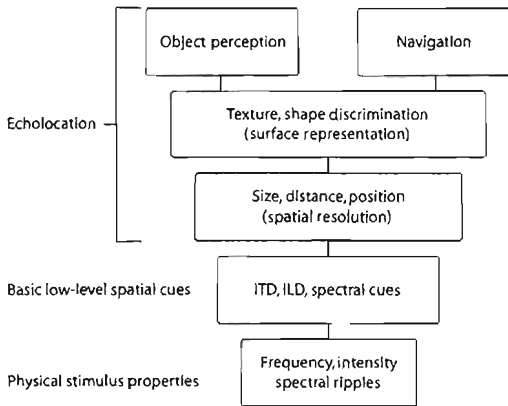 Object perception
Navigation
Echolocation
Texture, shape discrimination
(surface representation)
Size, distance, position
(spatial resolution)
Basic low-level spatial cues
ITD, ILD, spectral cues
Physical stimulus properties
Frequency, intensity
spectral ripples